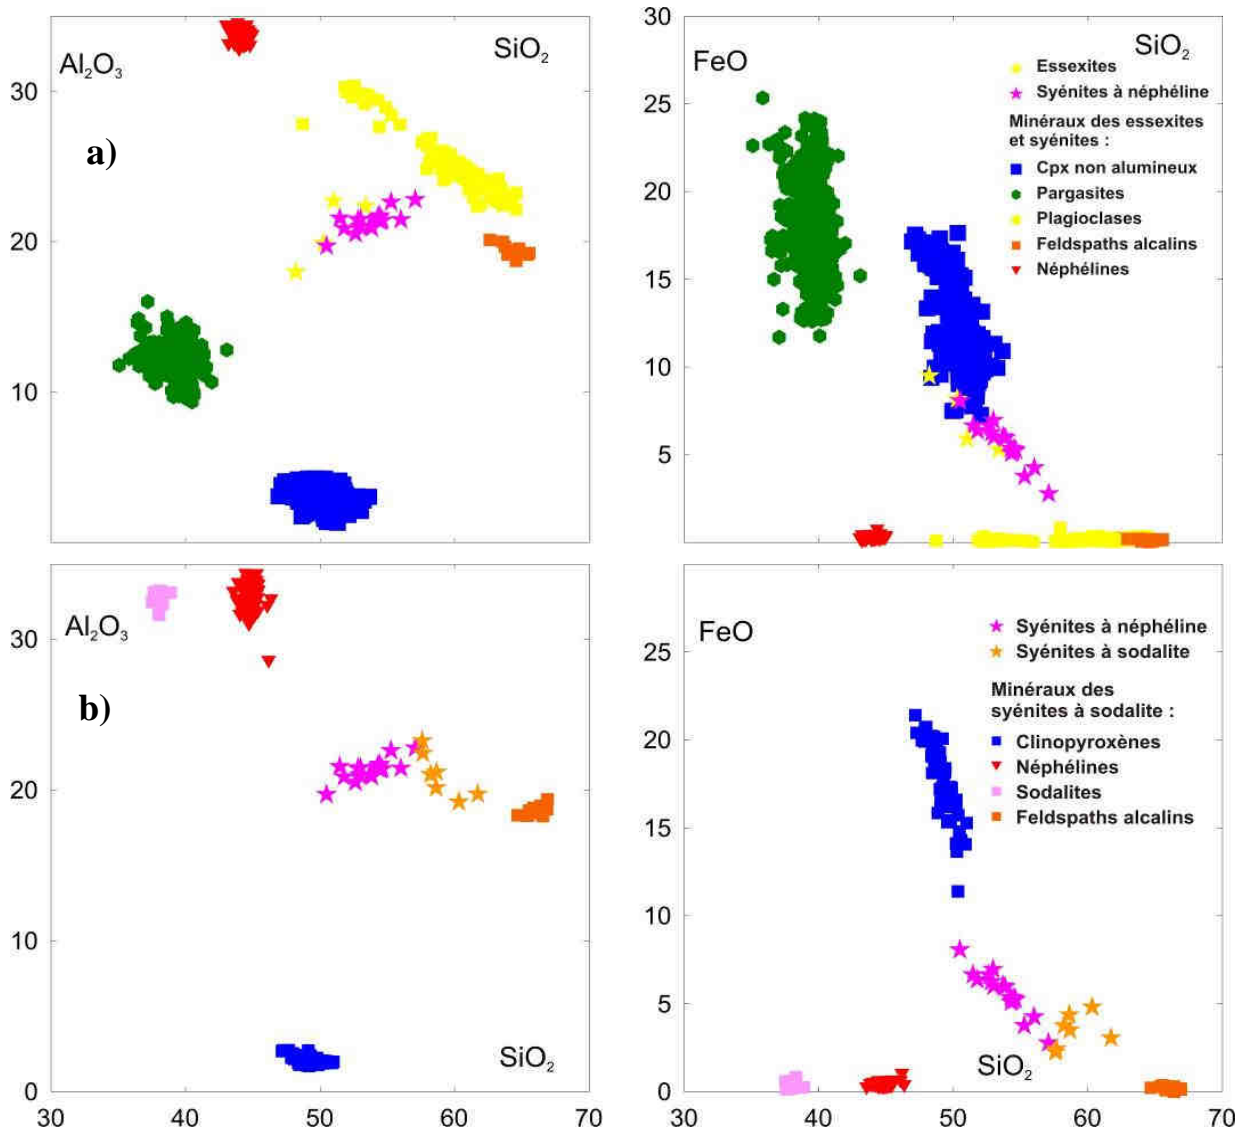 a)
Al₂O₃
SiO₂
30
20
10
30
25
20
15
10
5
FeO
SiO₂
Essexites
Syénites à néphéline
Minéraux des essexites
et syénites :
Cpx non alumineux
Pargasites
Plagioclases
Feldspaths alcalins
Néphélines
b)
Al₂O₃
SiO₂
30
20
10
0
30
40
50
60
70
FeO
SiO₂
25
20
15
10
5
0
30
40
50
60
70
Syénites à néphéline
Syénites à sodalite
Minéraux des
syénites à sodalite :
Clinopyroxènes
Néphélines
Sodalites
Feldspaths alcalins